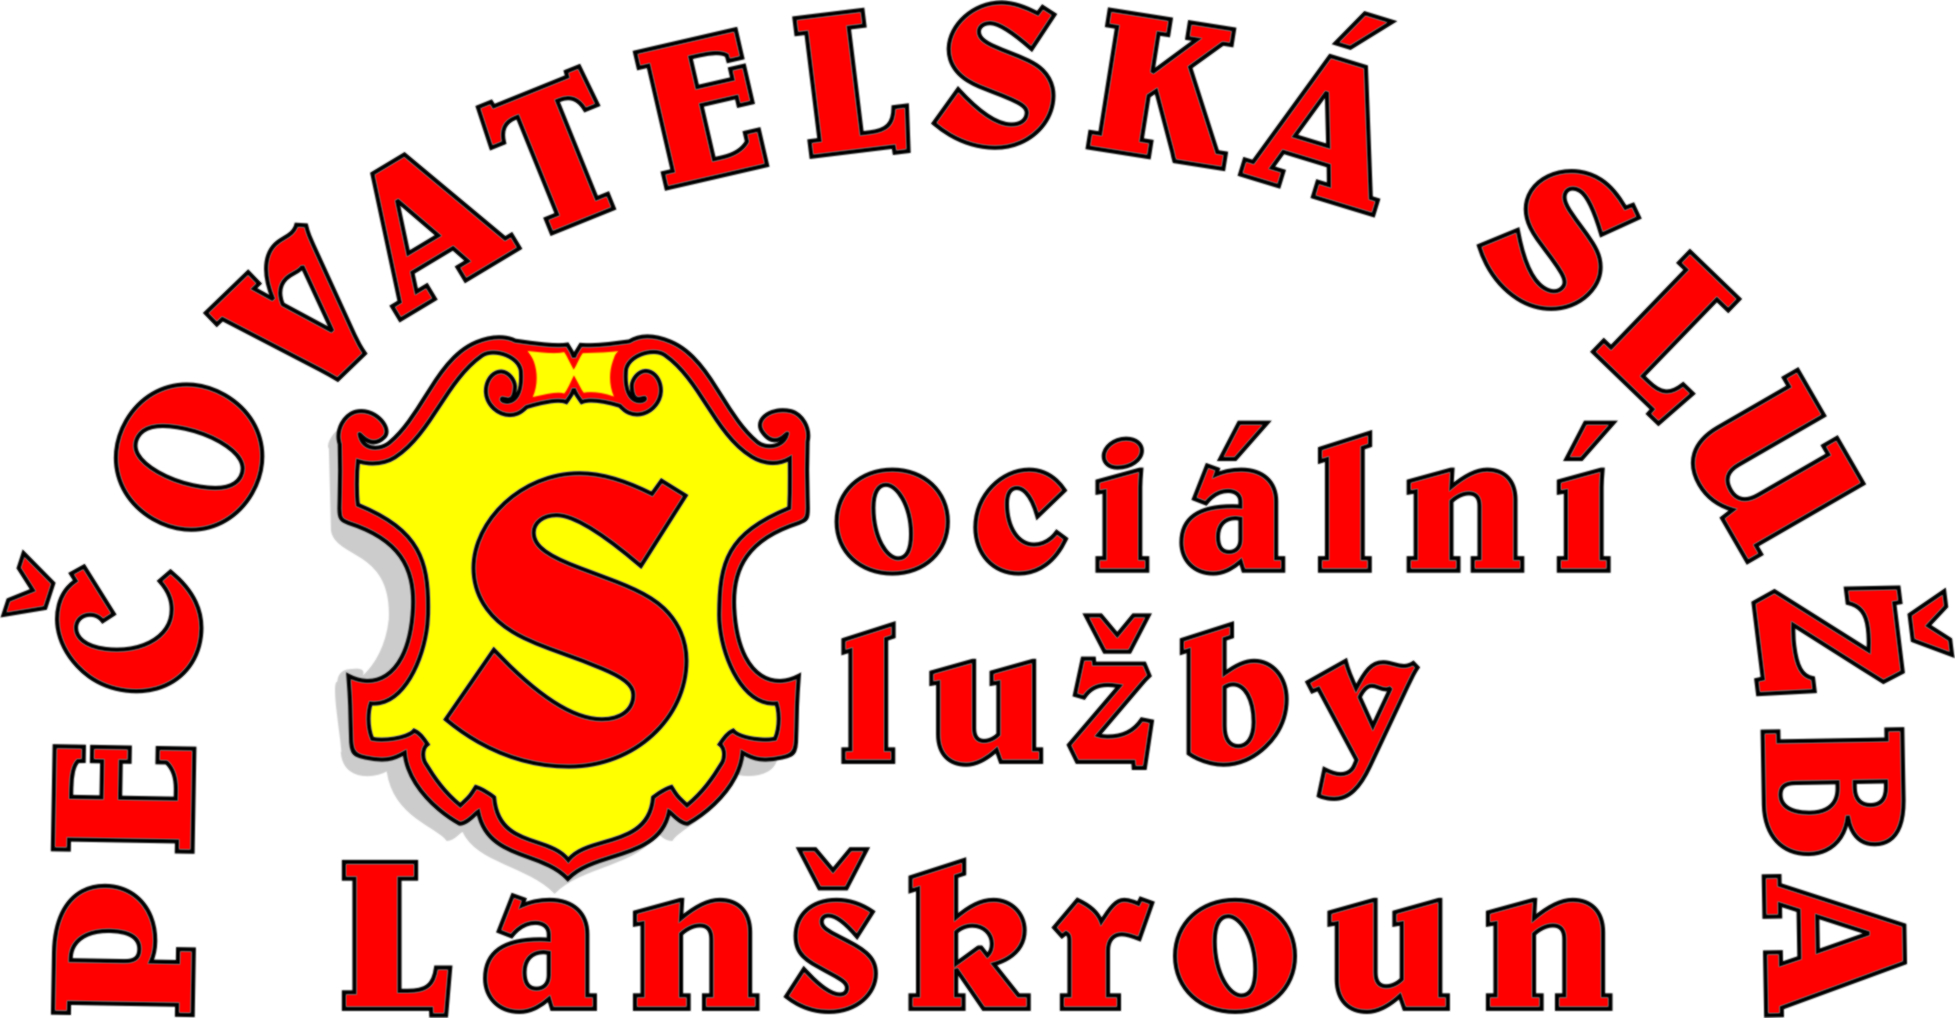 PEČOVATELSKÁ SLUŽBA
Sociální
služby
Lanškroun